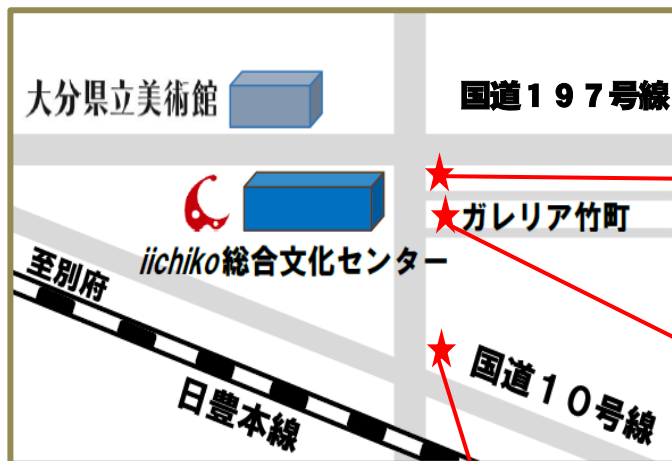 大分県立美術館
国道１９７号線
ガレリア竹町
iichiko総合文化センター
至別府
国道１０号線
日豊本線